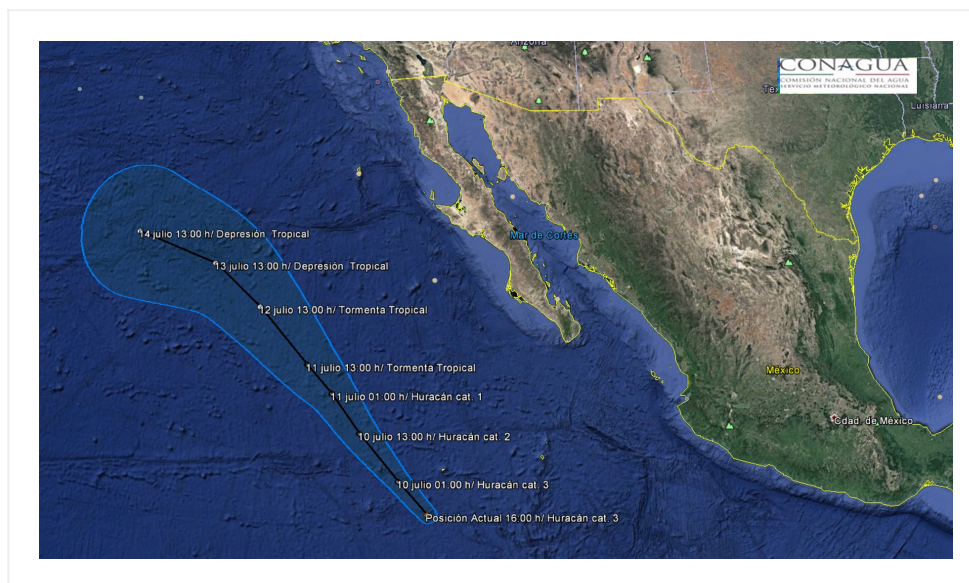 Arizona
CONAGUA
COMISIÓN NACIONAL DEL AGUA
SERVICIO METEOROLÓGICO NACIONAL
Luisiana
14 julio 13:00 h/ Depresión Tropical
Mar de Cortés
13 julio 13:00 h/ Depresión Tropical
12 julio 13:00 h/ Tormenta Tropical
11 julio 13:00 h/ Tormenta Tropical
México
11 julio 01:00 h/ Huracán cat. 1
Cdad. de México
10 julio 13:00 h/ Huracán cat. 2
10 julio 01:00 h/ Huracán cat. 3
Posición Actual 16:00 h/ Huracán cat. 3